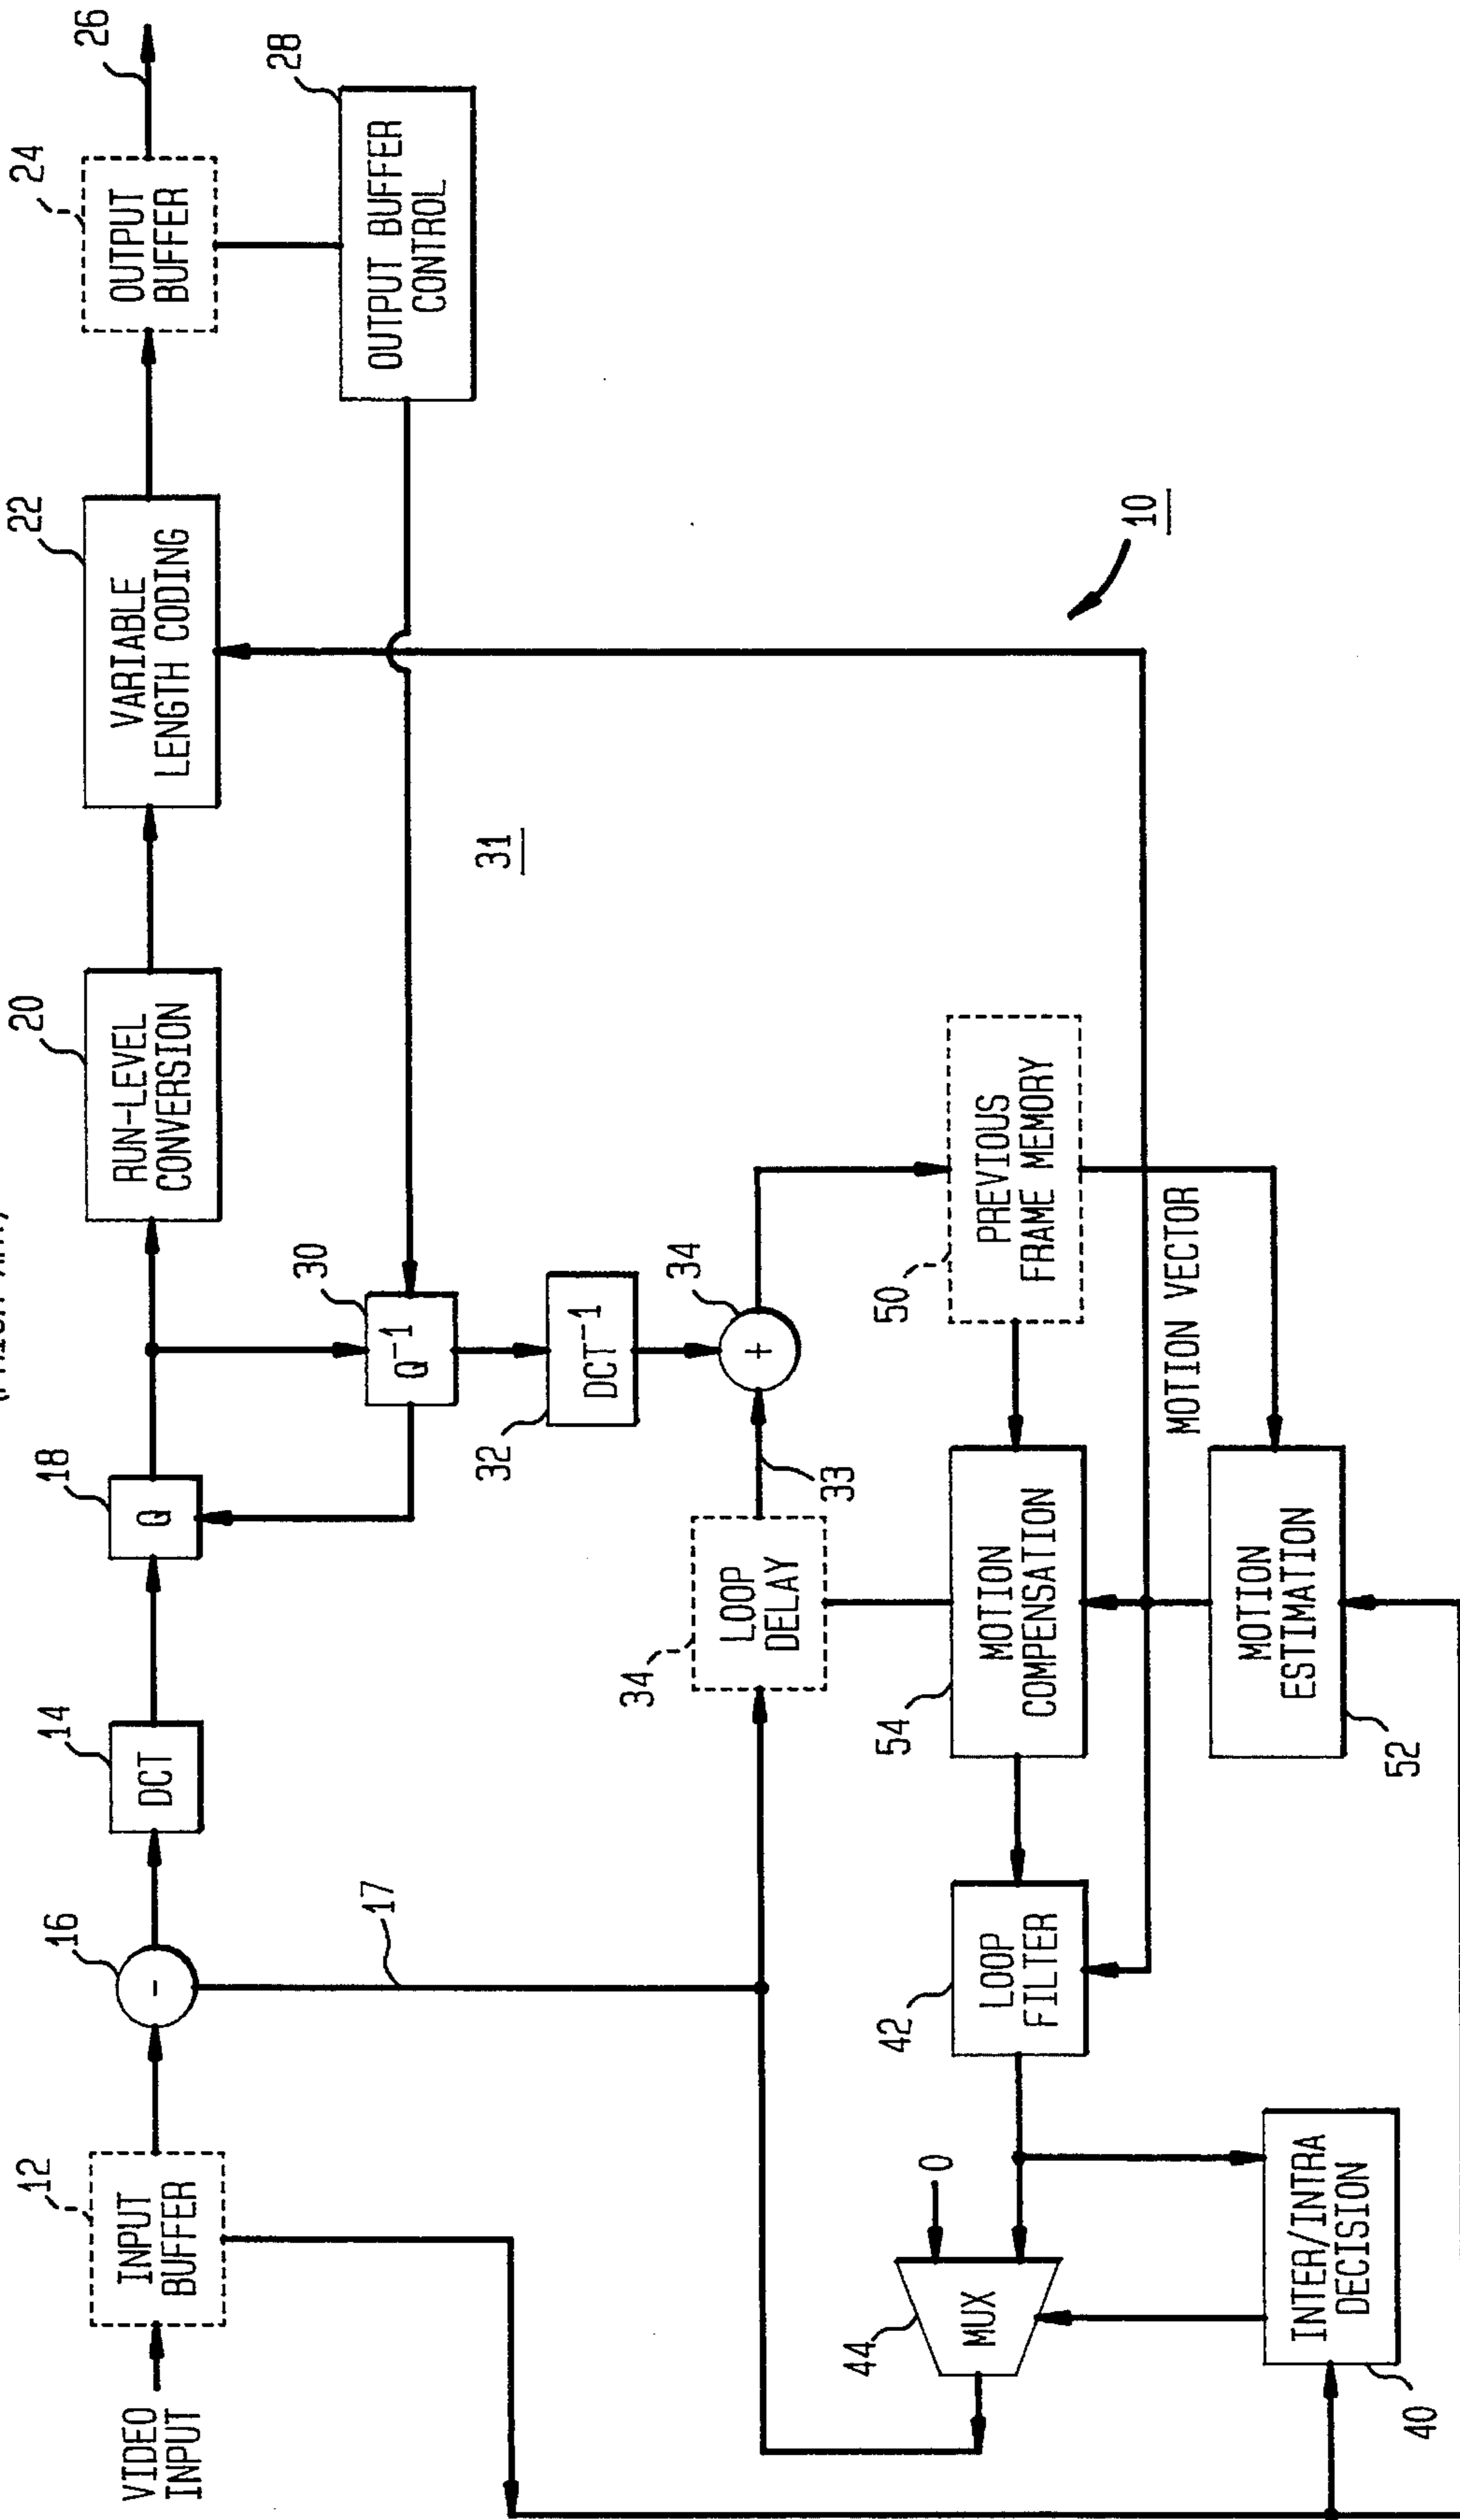 (PRIOR ART)
VIDEO
INPUT
12
INPUT
BUFFER
16
-
14
DCT
18
Q
20
RUN-LEVEL
CONVERSION
22
VARIABLE
LENGTH CODING
24
OUTPUT
BUFFER
26
28
OUTPUT BUFFER
CONTROL
17
30
Q-1
31
32
DCT-1
34
LOOP
DELAY
33
34
+
10
44
MUX
0
42
LOOP
FILTER
54
MOTION
COMPENSATION
50
PREVIOUS
FRAME MEMORY
MOTION VECTOR
40
INTER/INTRA
DECISION
52
MOTION
ESTIMATION